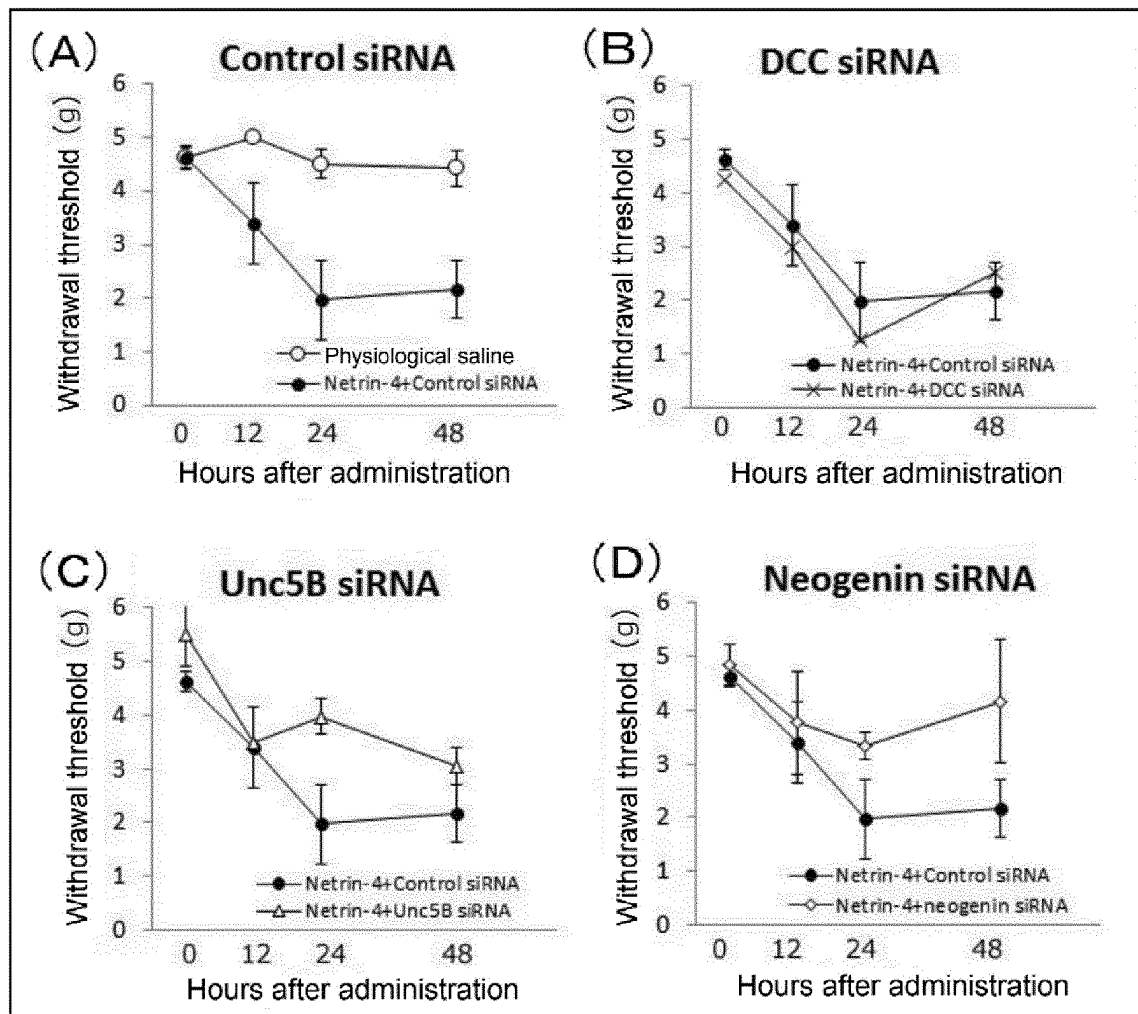 (A)
Control siRNA
Withdrawal threshold (g)
6
5
4
3
2
1
0
Physiological saline
Netrin-4+Control siRNA
0 12 24 48
Hours after administration
(B)
DCC siRNA
Withdrawal threshold (g)
6
5
4
3
2
1
0
Netrin-4+Control siRNA
Netrin-4+DCC siRNA
0 12 24 48
Hours after administration
(C)
Unc5B siRNA
Withdrawal threshold (g)
6
5
4
3
2
1
0
Netrin-4+Control siRNA
Netrin-4+Unc5B siRNA
0 12 24 48
Hours after administration
(D)
Neogenin siRNA
Withdrawal threshold (g)
6
5
4
3
2
1
0
Netrin-4+Control siRNA
Netrin-4+neogenin siRNA
0 12 24 48
Hours after administration